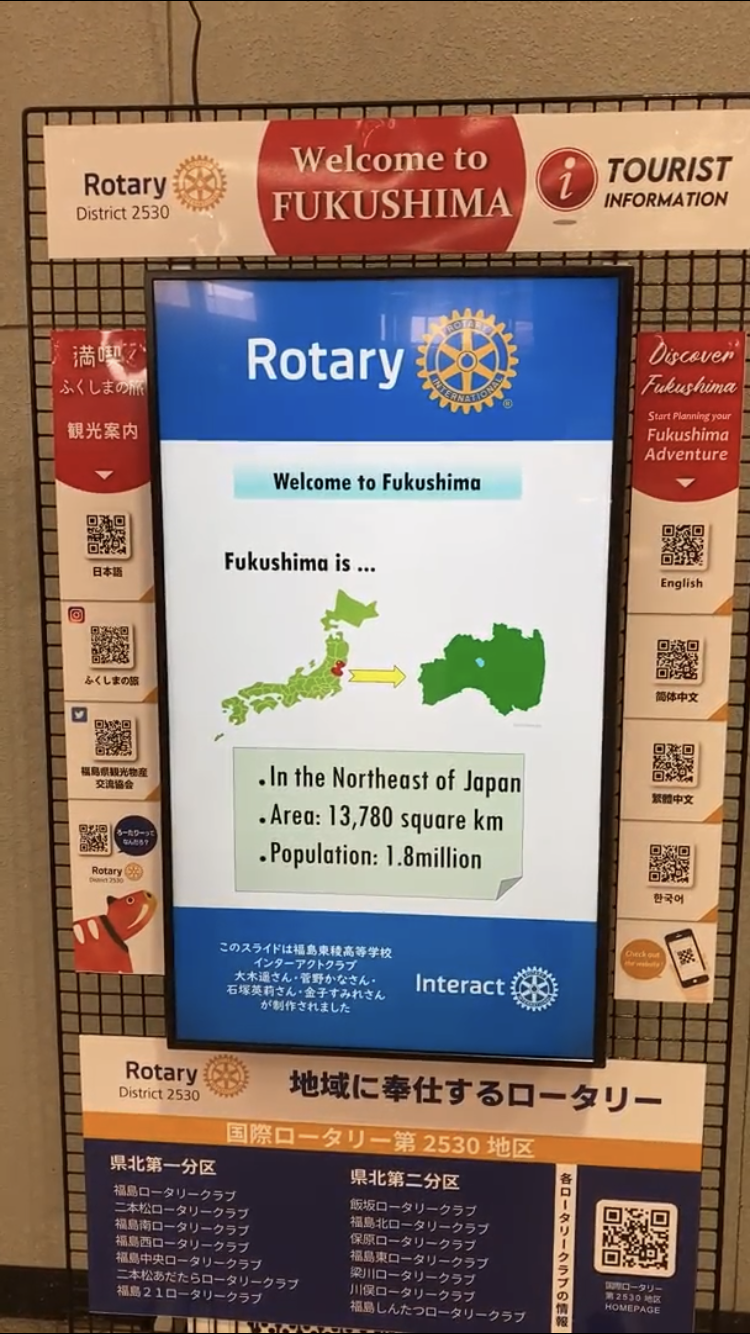 Rotary
District 2530
Welcome to
FUKUSHIMA
i
TOURIST
INFORMATION
満喫
ふくしまの旅
観光案内
日本語
ふくしまの旅
福島県観光物産
交流協会
ろーたりーって
なんだろ?
Rotary
District 2530
Rotary
ROTARY
INTERNATIONAL
®
Welcome to Fukushima
Fukushima is ...
.In the Northeast of Japan
.Area: 13,780 square km
.Population: 1.8million
このスライドは福島東稜高等学校
インターアクトクラブ
大木遥さん・菅野かなさん・
石塚英莉さん・金子すみれさん
が制作されました
Interact
Discover
Fukushima
Start Planning your
Fukushima
Adventure
English
简体中文
繁體中文
한국어
Check out
the website!
Rotary
District 2530
地域に奉仕するロータリー
国際ロータリー第 2530 地区
県北第一分区
福島ロータリークラブ
二本松ロータリークラブ
福島南ロータリークラブ
福島西ロータリークラブ
福島中央ロータリークラブ
二本松あだたらロータリークラブ
福島21ロータリークラブ
県北第二分区
飯坂ロータリークラブ
福島北ロータリークラブ
保原ロータリークラブ
福島東ロータリークラブ
梁川ロータリークラブ
川俣ロータリークラブ
福島しんたつロータリークラブ
各ロータリークラブの情報
国際ロータリー
第2530 地区
HOMEPAGE